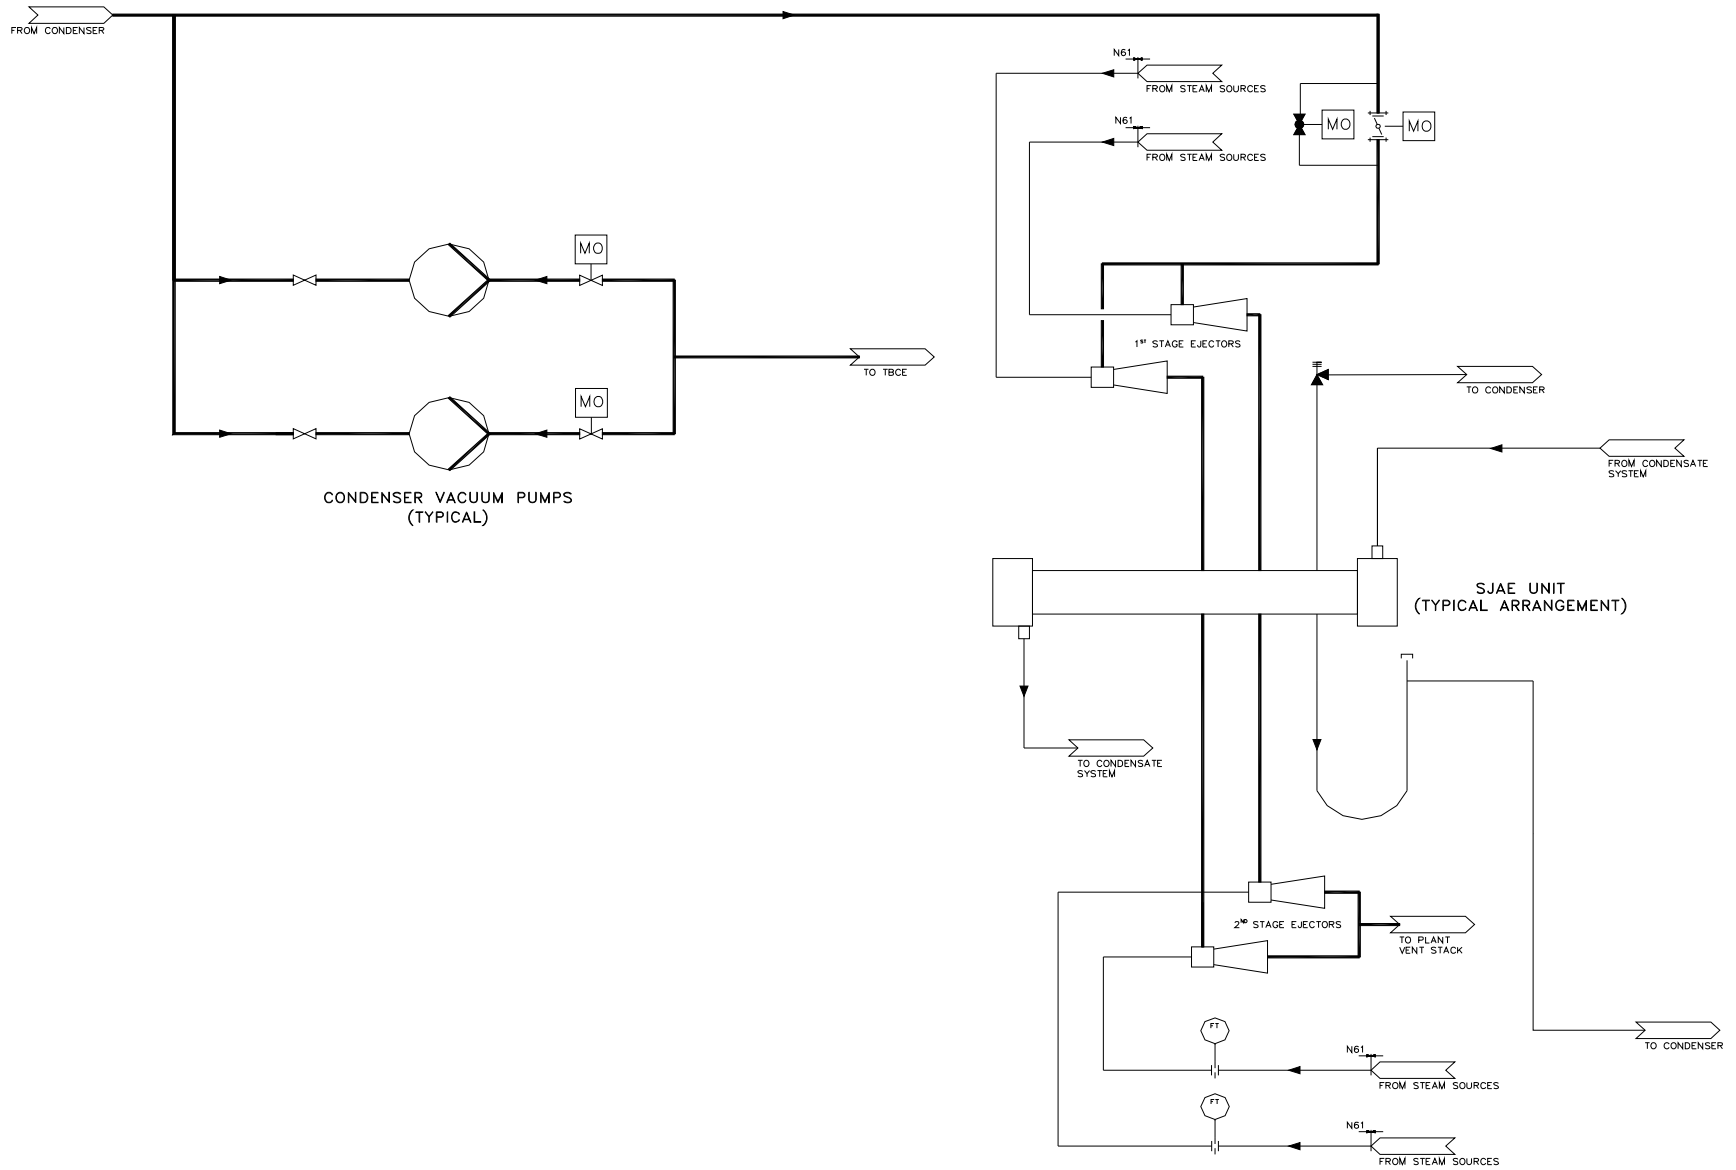 FROM CONDENSER
N61
FROM STEAM SOURCES
N61
FROM STEAM SOURCES
MO
MO
MO
1ST STAGE EJECTORS
TO TBCE
TO CONDENSER
MO
FROM CONDENSATE
SYSTEM
CONDENSER VACUUM PUMPS
(TYPICAL)
SJAE UNIT
(TYPICAL ARRANGEMENT)
TO CONDENSATE
SYSTEM
2ND STAGE EJECTORS
TO PLANT
VENT STACK
FT
N61
TO CONDENSER
FROM STEAM SOURCES
FT
N61
FROM STEAM SOURCES